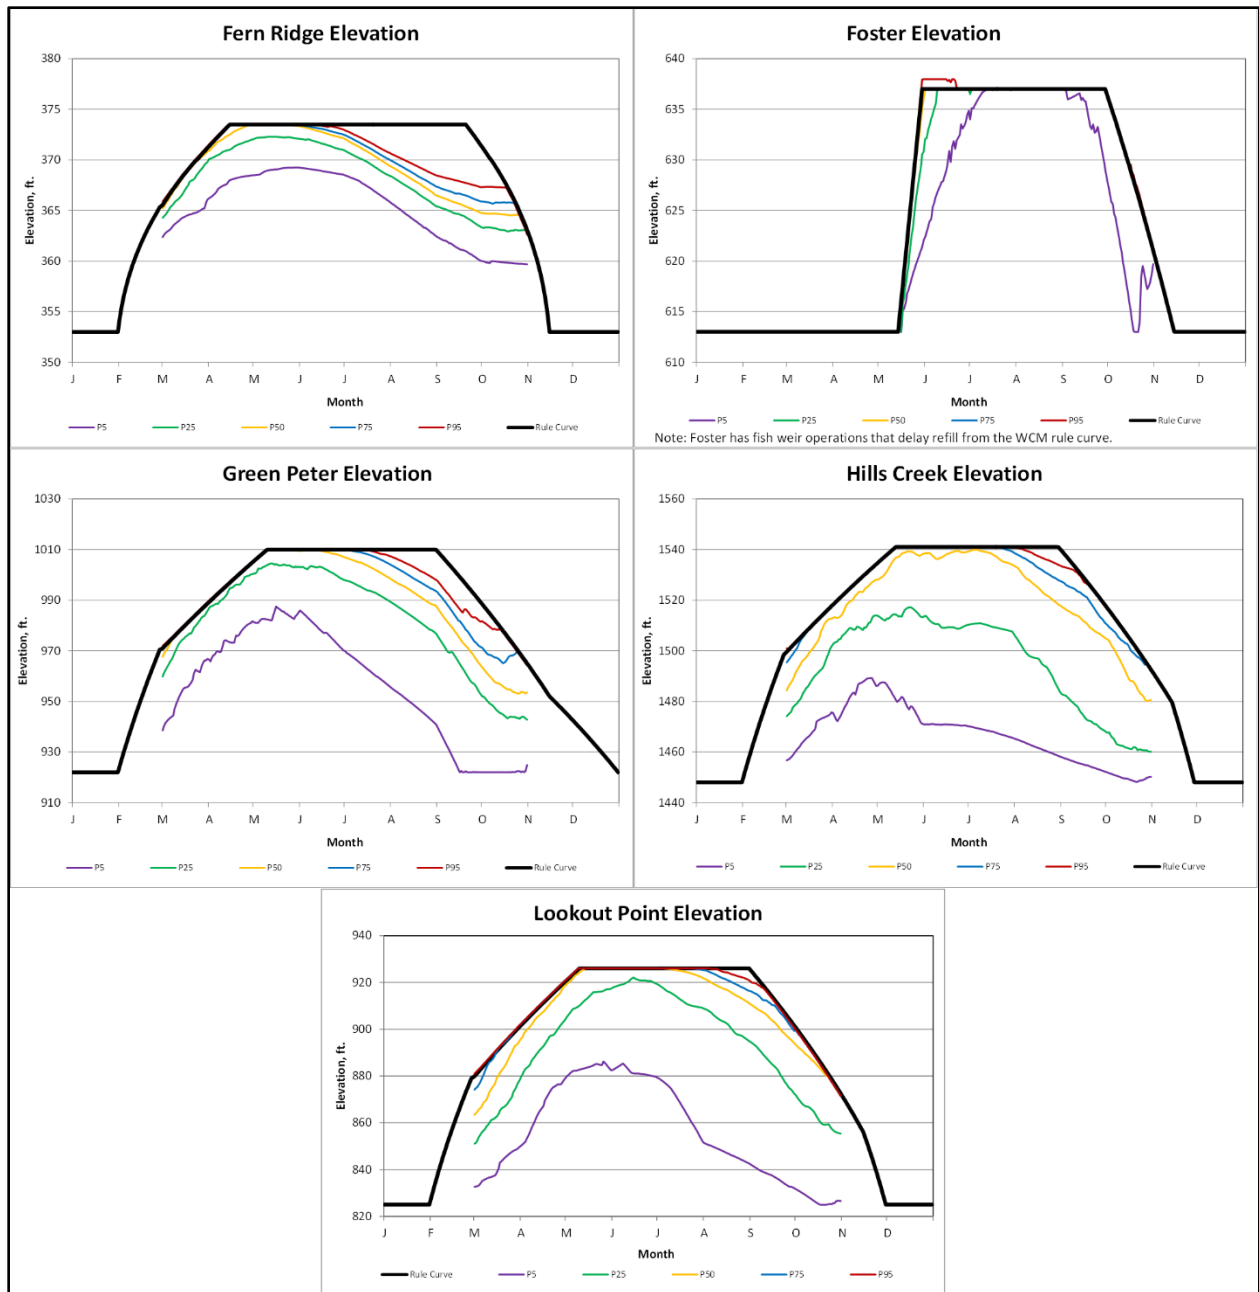 Fern Ridge Elevation
380
375
370
365
360
355
350
Elevation, ft.
J F M A M J J A S O N D
Month
P5 P25 P50 P75 P95 Rule Curve
Foster Elevation
640
635
630
625
620
615
610
Elevation, ft.
J F M A M J J A S O N D
Month
P5 P25 P50 P75 P95 Rule Curve
Note: Foster has fish weir operations that delay refill from the WCM rule curve.
Green Peter Elevation
1030
1010
990
970
950
930
910
Elevation, ft.
J F M A M J J A S O N D
Month
P5 P25 P50 P75 P95 Rule Curve
Hills Creek Elevation
1560
1540
1520
1500
1480
1460
1440
Elevation, ft.
J F M A M J J A S O N D
Month
P5 P25 P50 P75 P95 Rule Curve
Lookout Point Elevation
940
920
900
880
860
840
820
Elevation, ft.
J F M A M J J A S O N D
Month
Rule Curve P5 P25 P50 P75 P95